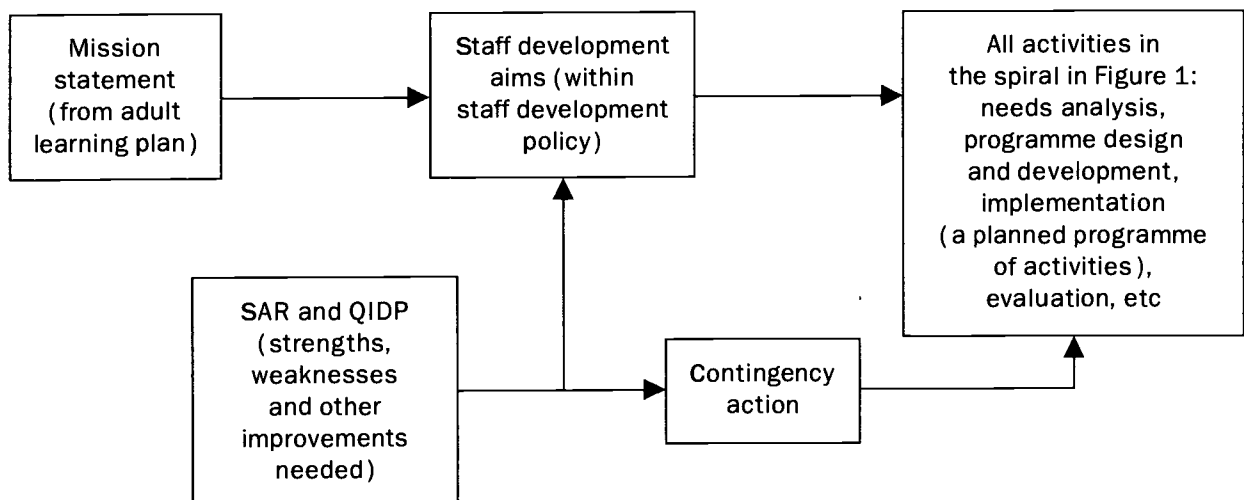 Mission
statement
(from adult
learning plan)
Staff development
aims (within
staff development
policy)
All activities in
the spiral in Figure 1:
needs analysis,
programme design
and development,
implementation
(a planned programme
of activities),
evaluation, etc
SAR and QIDP
(strengths,
weaknesses
and other
improvements
needed)
Contingency
action